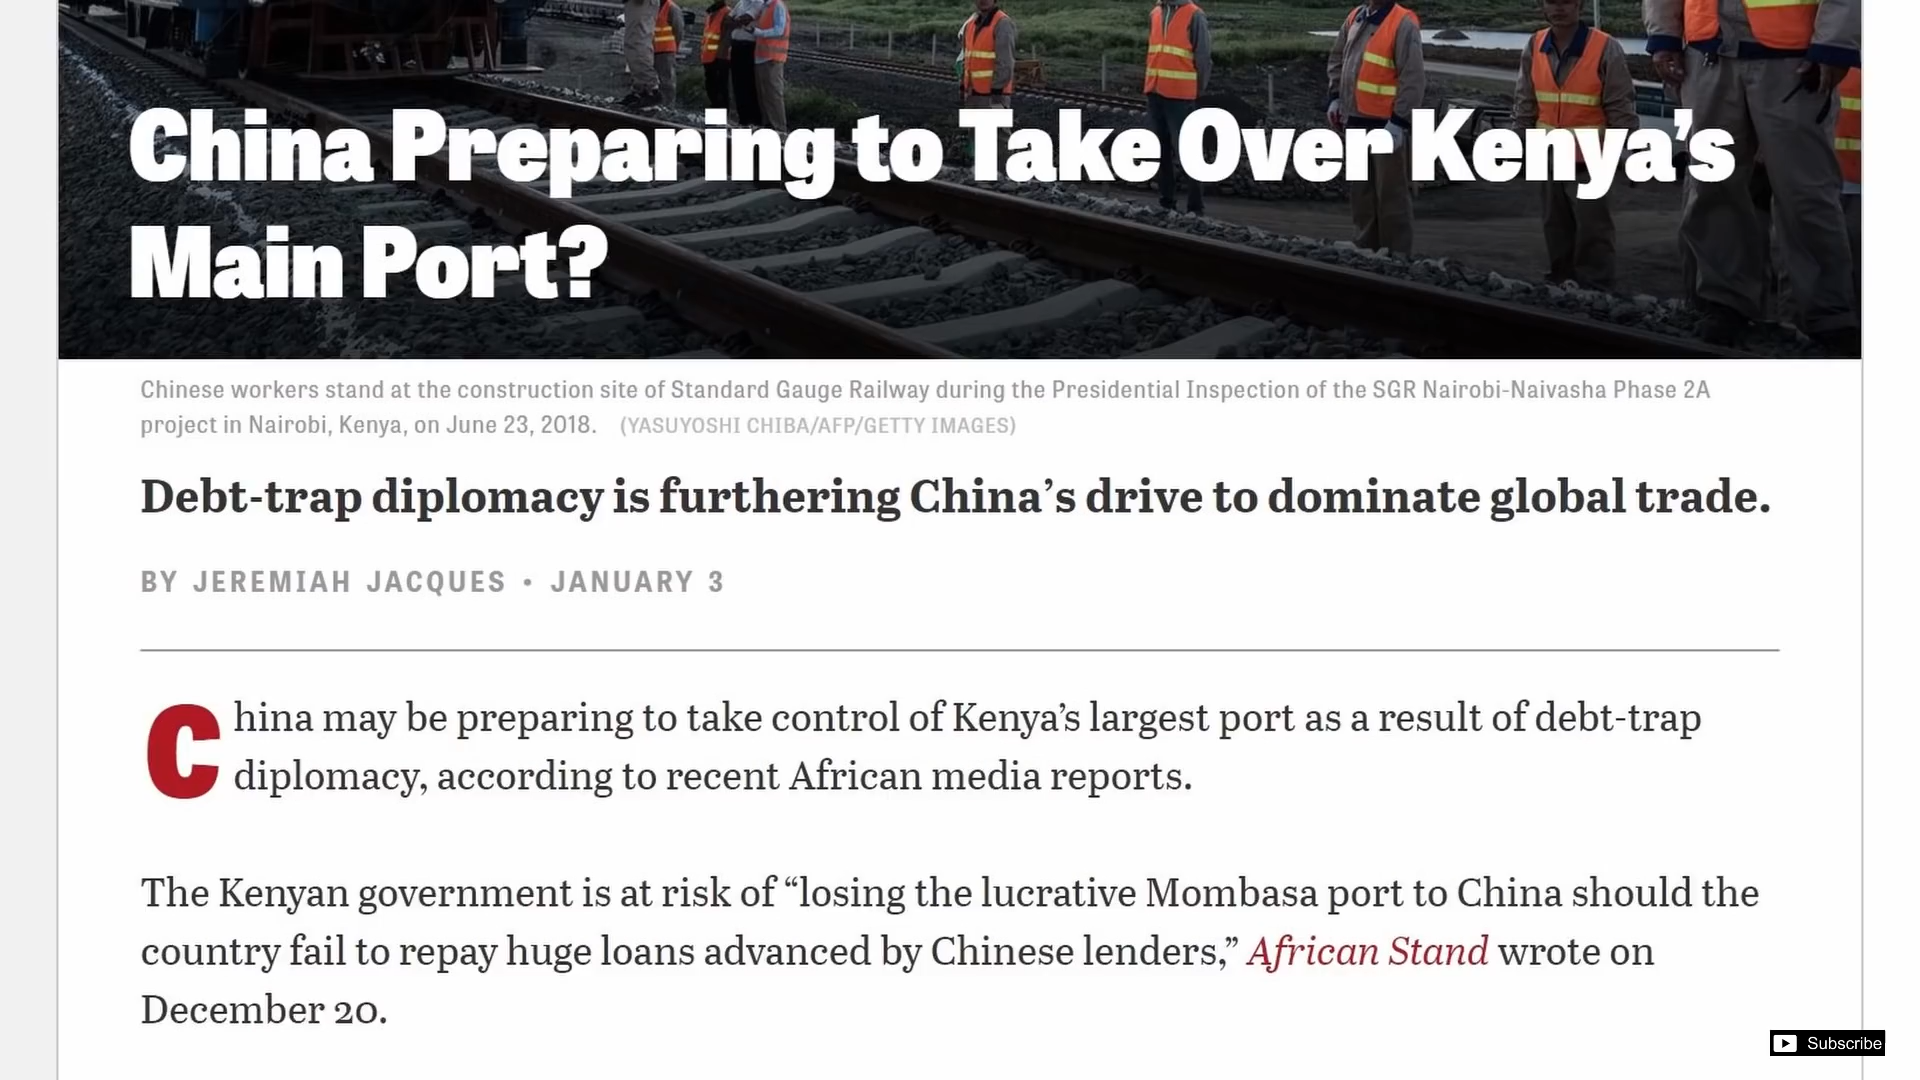 China Preparing to Take Over Kenya’s
Main Port?
Chinese workers stand at the construction site of Standard Gauge Railway during the Presidential Inspection of the SGR Nairobi-Naivasha Phase 2A
project in Nairobi, Kenya, on June 23, 2018. (YASUYOSHI CHIBA/AFP/GETTY IMAGES)
Debt-trap diplomacy is furthering China’s drive to dominate global trade.
BY JEREMIAH JACQUES • JANUARY 3
China may be preparing to take control of Kenya’s largest port as a result of debt-trap
diplomacy, according to recent African media reports.
The Kenyan government is at risk of “losing the lucrative Mombasa port to China should the
country fail to repay huge loans advanced by Chinese lenders,” African Stand wrote on
December 20.
Subscribe